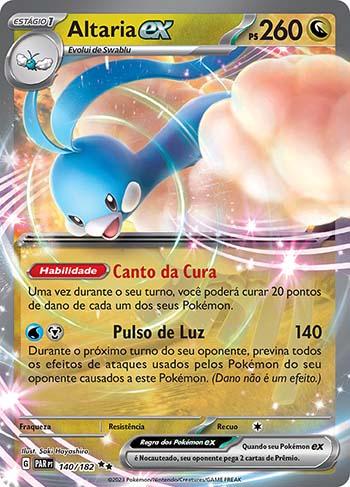 ESTÁGIO 1
Altaria ex
PS 260
Evolui de Swablu
Habilidade Canto da Cura
Uma vez durante o seu turno, você poderá curar 20 pontos
de dano de cada um dos seus Pokémon.
Pulso de Luz 140
Durante o próximo turno do seu oponente, previna todos
os efeitos de ataques usados pelos Pokémon do seu
oponente causados a este Pokémon. (Dano não é um efeito.)
Fraqueza Resistência Recuo
Regra dos Pokémon ex Quando seu Pokémon ex
é Nocauteado, seu oponente pega 2 cartas de Prêmio.
Ilust. Saki Hayashiro
G PAR PT 140/182
©2023 Pokémon/Nintendo/Creatures/GAME FREAK